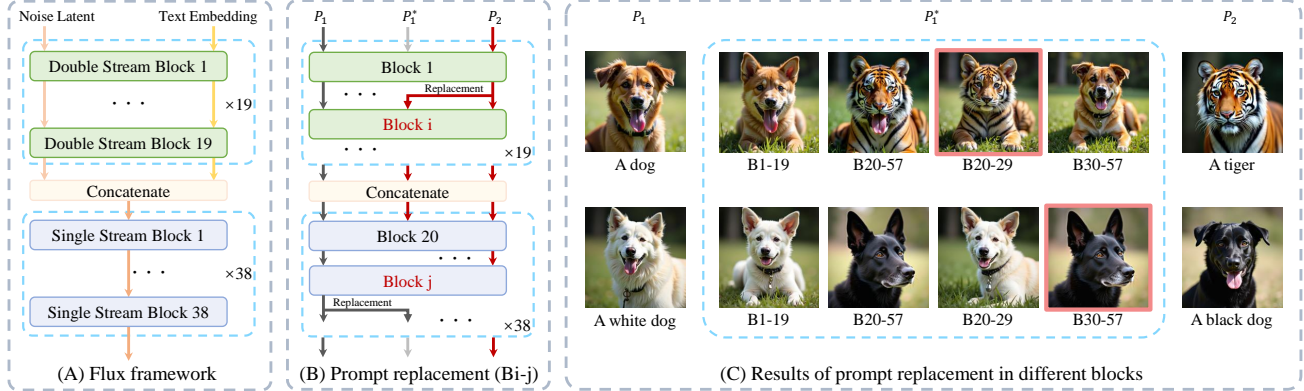 Noise Latent Text Embedding
Double Stream Block 1
· · ·
×19
Double Stream Block 19
Concatenate
Single Stream Block 1
· · ·
×38
Single Stream Block 38
(A) Flux framework
P₁ P₁* P₂
Block 1
Replacement
· · ·
Block i
· · ·
×19
Concatenate
Block 20
· · ·
Block j
Replacement
· · ·
×38
(B) Prompt replacement (Bi-j)
P₁ P₁* P₂
A dog B1-19 B20-57 B20-29 B30-57 A tiger
A white dog B1-19 B20-57 B20-29 B30-57 A black dog
(C) Results of prompt replacement in different blocks